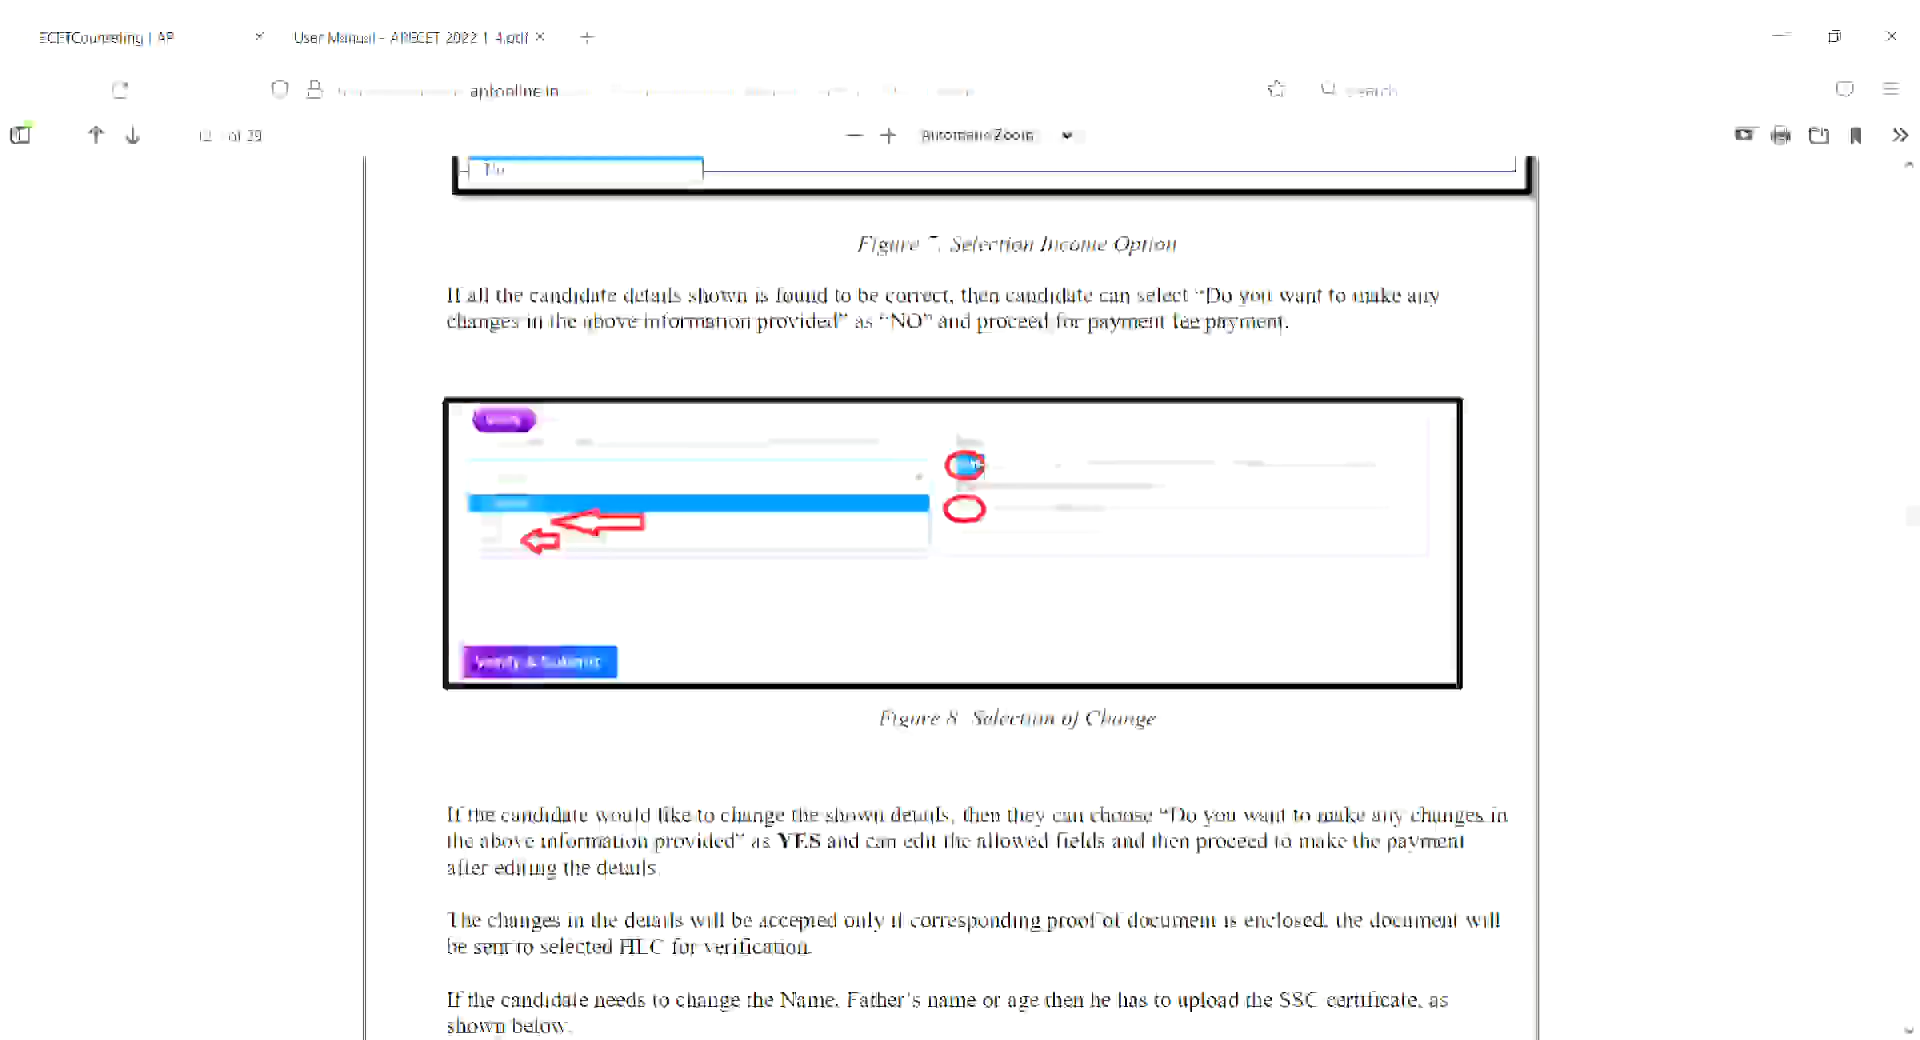 ECETCounseling | AP
User Manual - APECET 2022 1 4.pdf
aptonline.in
Search
12 of 39
Automatic Zoom
No
Figure 7. Selection Income Option
If all the candidate details shown is found to be correct, then candidate can select “Do you want to make any
changes in the above information provided” as “NO” and proceed for payment fee payment.
Verify & Submit
Figure 8. Selection of Change
If the candidate would like to change the shown details, then they can choose “Do you want to make any changes in
the above information provided” as YES and can edit the allowed fields and then proceed to make the payment
after editing the details.
The changes in the details will be accepted only if corresponding proof of document is enclosed. the document will
be sent to selected HLC for verification.
If the candidate needs to change the Name, Father’s name or age then he has to upload the SSC certificate, as
shown below.